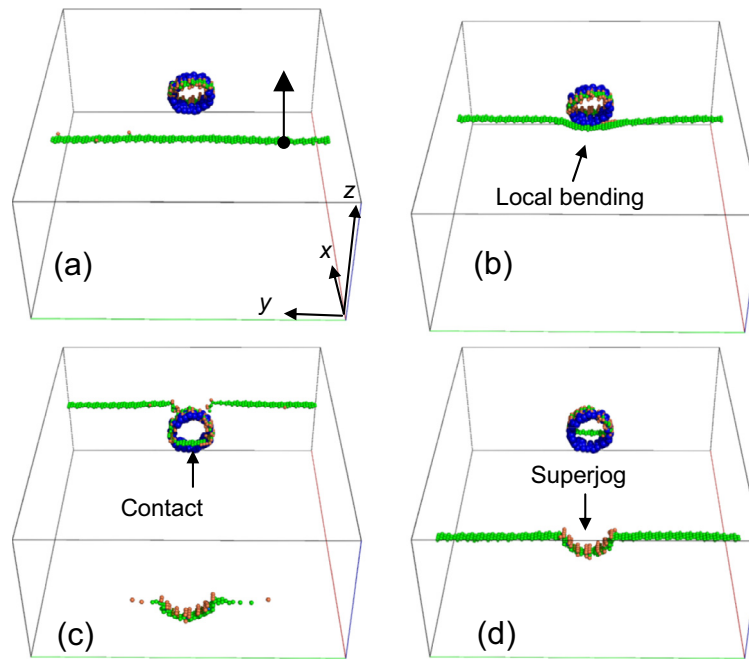 z
x
(a)
y
Local bending
(b)
Contact
(c)
Superjog
(d)